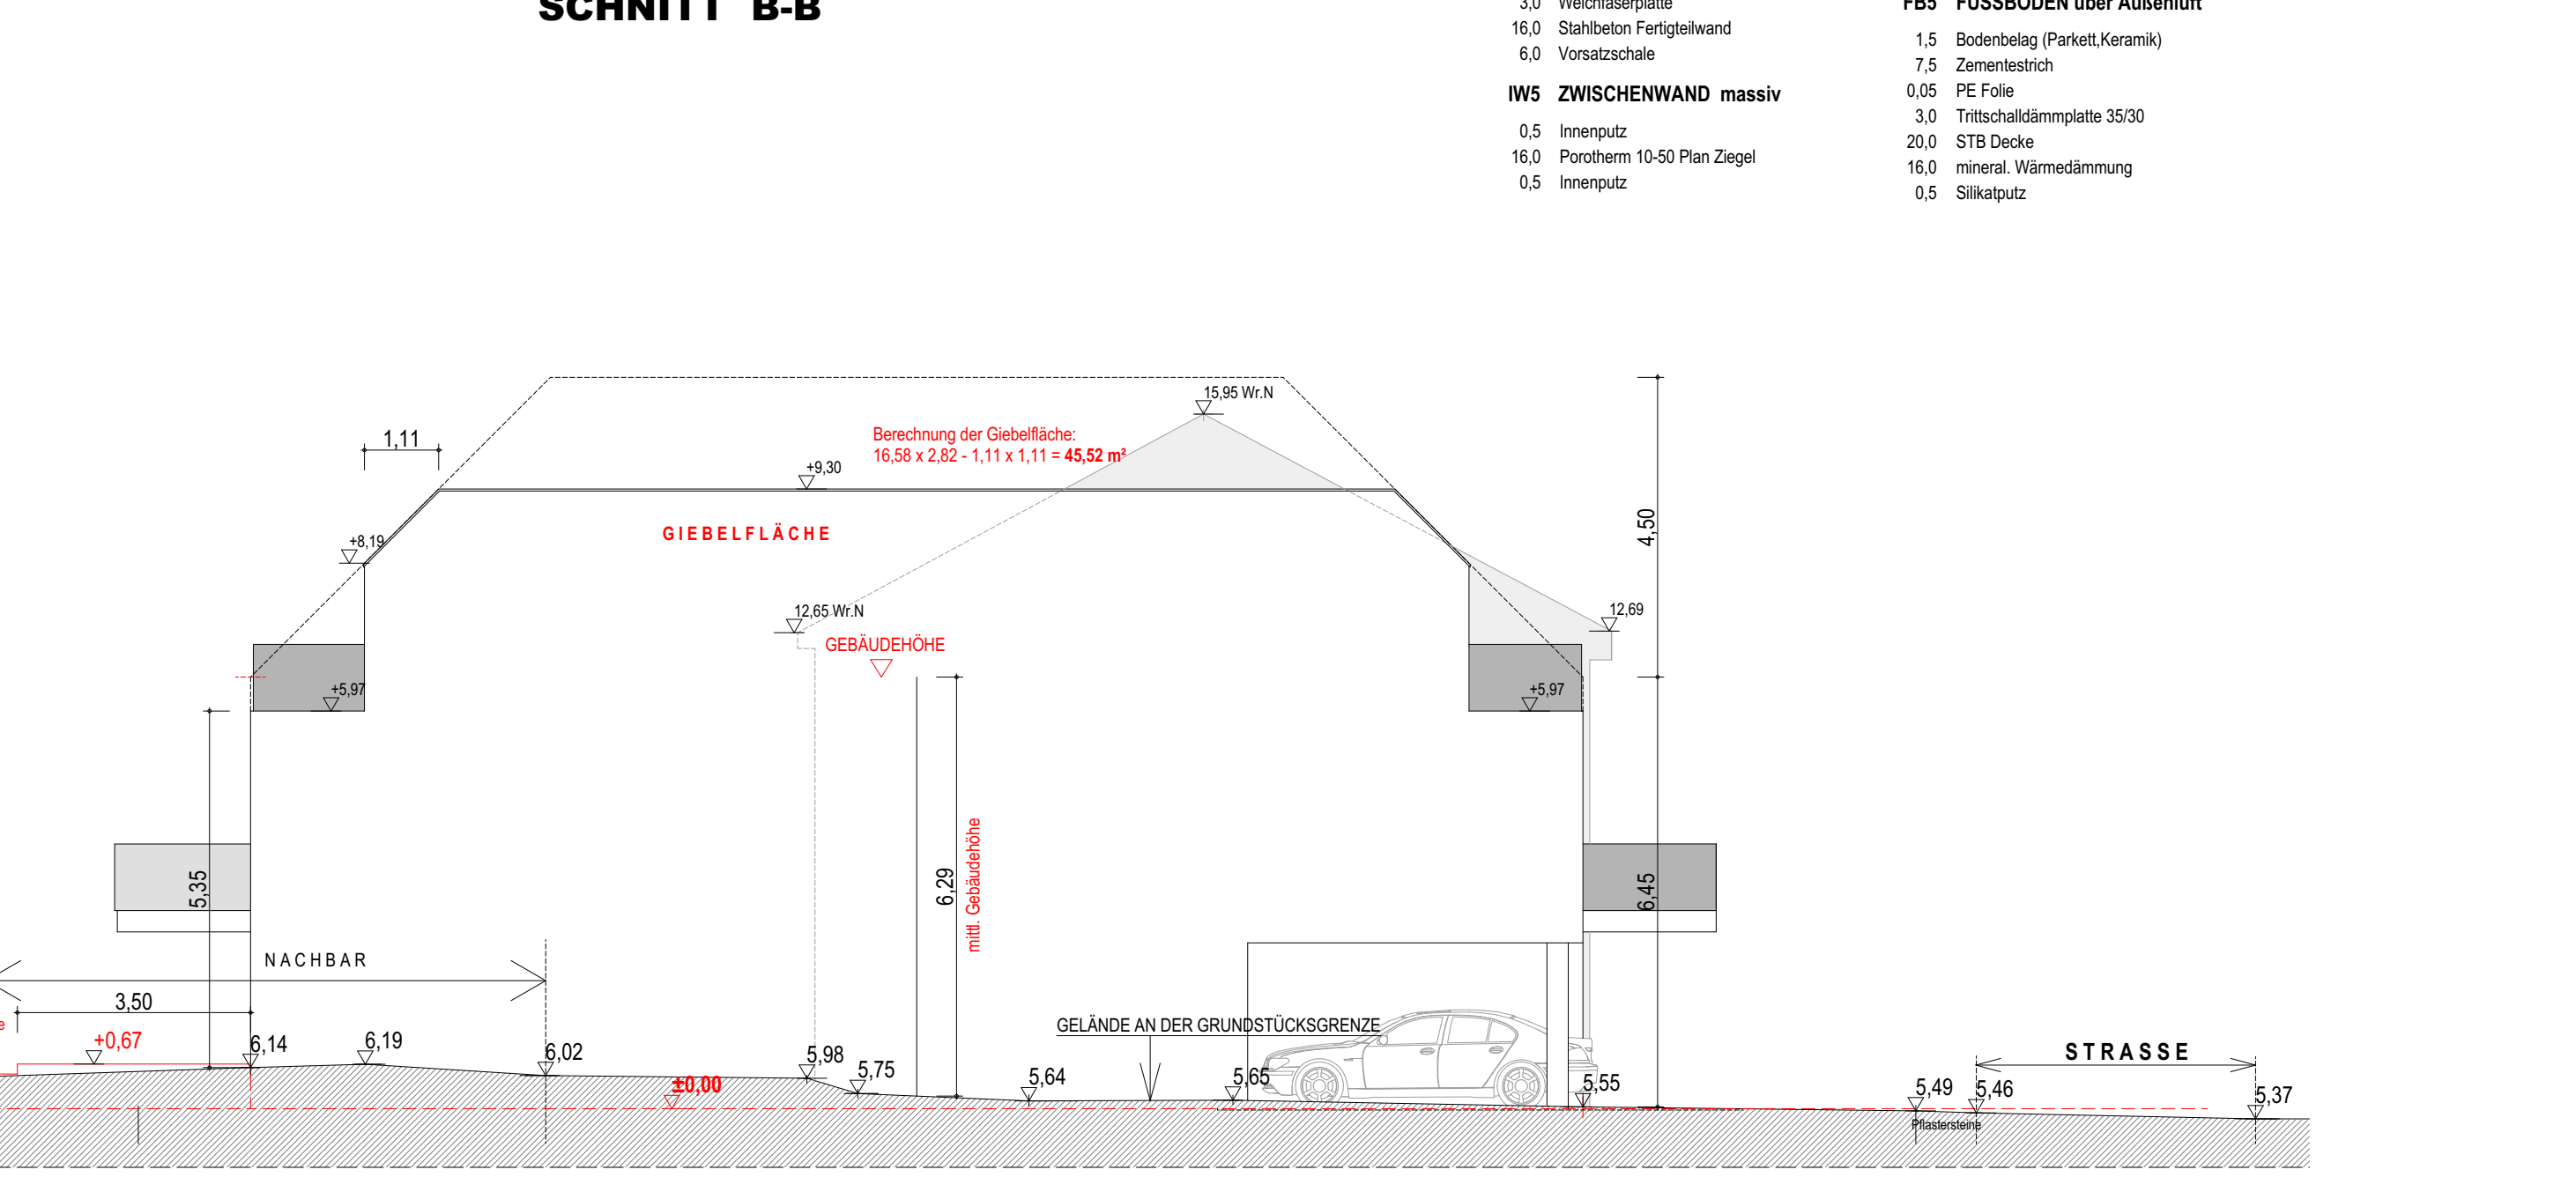 SCHNITT B-B
3,0 Weichfaserplatte
16,0 Stahlbeton Fertigteilwand
6,0 Vorsatzschale
IW5 ZWISCHENWAND massiv
0,5 Innenputz
16,0 Porotherm 10-50 Plan Ziegel
0,5 Innenputz
FB5 FUSSBODEN über Außenluft
1,5 Bodenbelag (Parkett,Keramik)
7,5 Zementestrich
0,05 PE Folie
3,0 Trittschalldämmplatte 35/30
20,0 STB Decke
16,0 mineral. Wärmedämmung
0,5 Silikatputz
15,95 Wr.N
1,11
Berechnung der Giebelfläche:
16,58 x 2,82 - 1,11 x 1,11 = 45,52 m²
+9,30
GIEBELFLÄCHE
+8,19
4,50
12,65 Wr.N
12,69
GEBÄUDEHÖHE
+5,97
+5,97
5,35
6,29
mittl. Gebäudehöhe
6,45
NACHBAR
3,50
GELÄNDE AN DER GRUNDSTÜCKSGRENZE
e
+0,67
6,14
6,19
6,02
5,98
5,75
±0,00
5,64
5,65
5,55
STRASSE
5,49
5,46
5,37
Pflastersteine